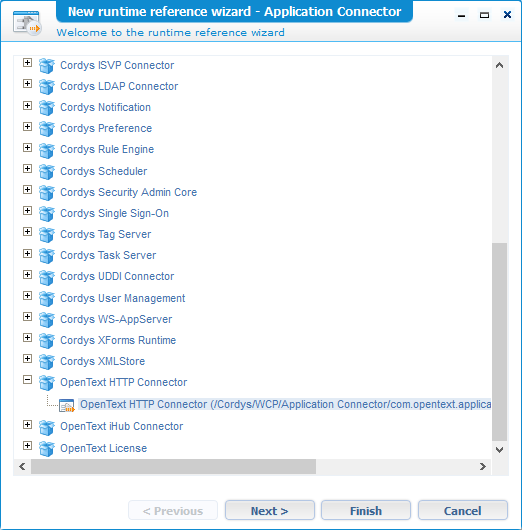 New runtime reference wizard - Application Connector
Welcome to the runtime reference wizard
Cordys ISVP Connector
Cordys LDAP Connector
Cordys Notification
Cordys Preference
Cordys Rule Engine
Cordys Scheduler
Cordys Security Admin Core
Cordys Single Sign-On
Cordys Tag Server
Cordys Task Server
Cordys UDDI Connector
Cordys User Management
Cordys WS-AppServer
Cordys XForms Runtime
Cordys XMLStore
OpenText HTTP Connector
OpenText HTTP Connector (/Cordys/WCP/Application Connector/com.opentext.applica
OpenText iHub Connector
OpenText License
< Previous Next > Finish Cancel